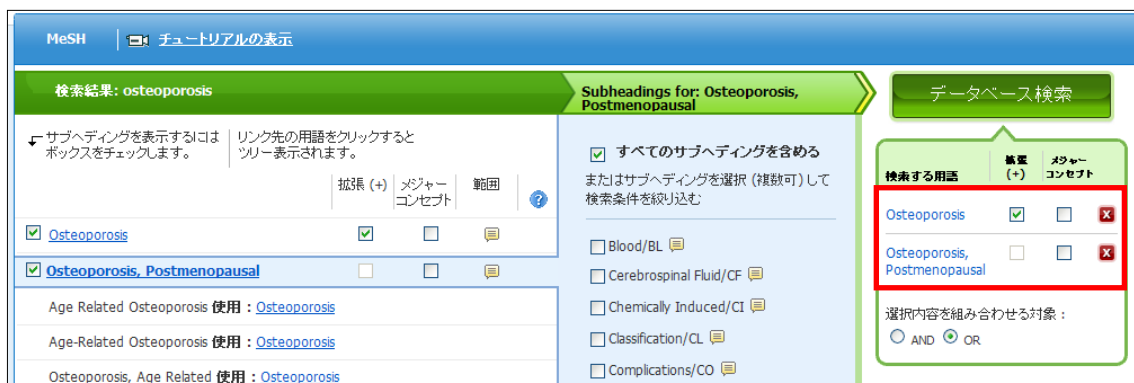 MeSH チュートリアルの表示
検索結果: osteoporosis
サブヘディングを表示するには
ボックスをチェックします。
リンク先の用語をクリックすると
ツリー表示されます。
拡張 (+)
メジャー
コンセプト
範囲
?
Osteoporosis
Osteoporosis, Postmenopausal
Age Related Osteoporosis 使用：Osteoporosis
Age-Related Osteoporosis 使用：Osteoporosis
Osteoporosis, Age Related 使用：Osteoporosis
Subheadings for: Osteoporosis,
Postmenopausal
すべてのサブヘディングを含める
またはサブヘディングを選択 (複数可) して
検索条件を絞り込む
Blood/BL
Cerebrospinal Fluid/CF
Chemically Induced/CI
Classification/CL
Complications/CO
データベース検索
検索する用語
拡張
(+)
メジャー
コンセプト
Osteoporosis
Osteoporosis,
Postmenopausal
選択内容を組み合わせる対象：
AND OR